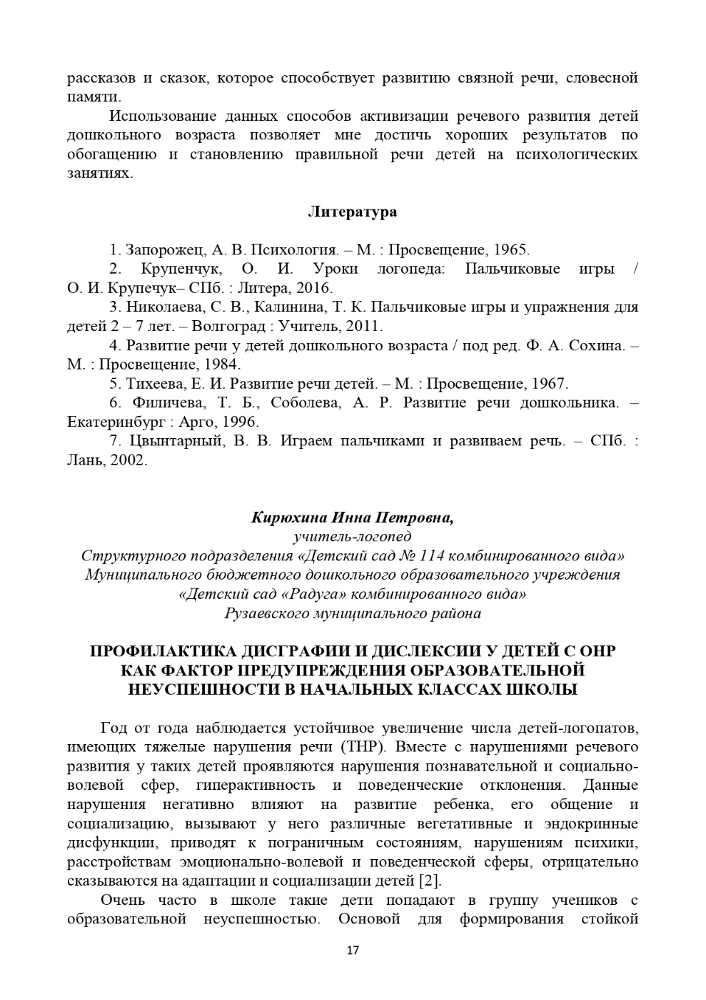 рассказов и сказок, которое способствует развитию связной речи, словесной
памяти.
Использование данных способов активизации речевого развития детей
дошкольного возраста позволяет мне достичь хороших результатов по
обогащению и становлению правильной речи детей на психологических
занятиях.
Литература
1. Запорожец, А. В. Психология. – М. : Просвещение, 1965.
2. Крупенчук, О. И. Уроки логопеда: Пальчиковые игры /
О. И. Крупечук– СПб. : Литера, 2016.
3. Николаева, С. В., Калинина, Т. К. Пальчиковые игры и упражнения для
детей 2 – 7 лет. – Волгоград : Учитель, 2011.
4. Развитие речи у детей дошкольного возраста / под ред. Ф. А. Сохина. –
М. : Просвещение, 1984.
5. Тихеева, Е. И. Развитие речи детей. – М. : Просвещение, 1967.
6. Филичева, Т. Б., Соболева, А. Р. Развитие речи дошкольника. –
Екатеринбург : Арго, 1996.
7. Цвынтарный, В. В. Играем пальчиками и развиваем речь. – СПб. :
Лань, 2002.
Кирюхина Инна Петровна,
учитель-логопед
Структурного подразделения «Детский сад № 114 комбинированного вида»
Муниципального бюджетного дошкольного образовательного учреждения
«Детский сад «Радуга» комбинированного вида»
Рузаевского муниципального района
ПРОФИЛАКТИКА ДИСГРАФИИ И ДИСЛЕКСИИ У ДЕТЕЙ С ОНР
КАК ФАКТОР ПРЕДУПРЕЖДЕНИЯ ОБРАЗОВАТЕЛЬНОЙ
НЕУСПЕШНОСТИ В НАЧАЛЬНЫХ КЛАССАХ ШКОЛЫ
Год от года наблюдается устойчивое увеличение числа детей-логопатов,
имеющих тяжелые нарушения речи (ТНР). Вместе с нарушениями речевого
развития у таких детей проявляются нарушения познавательной и социально-
волевой сфер, гиперактивность и поведенческие отклонения. Данные
нарушения негативно влияют на развитие ребенка, его общение и
социализацию, вызывают у него различные вегетативные и эндокринные
дисфункции, приводят к пограничным состояниям, нарушениям психики,
расстройствам эмоционально-волевой и поведенческой сферы, отрицательно
сказываются на адаптации и социализации детей [2].
Очень часто в школе такие дети попадают в группу учеников с
образовательной неуспешностью. Основой для формирования стойкой
17